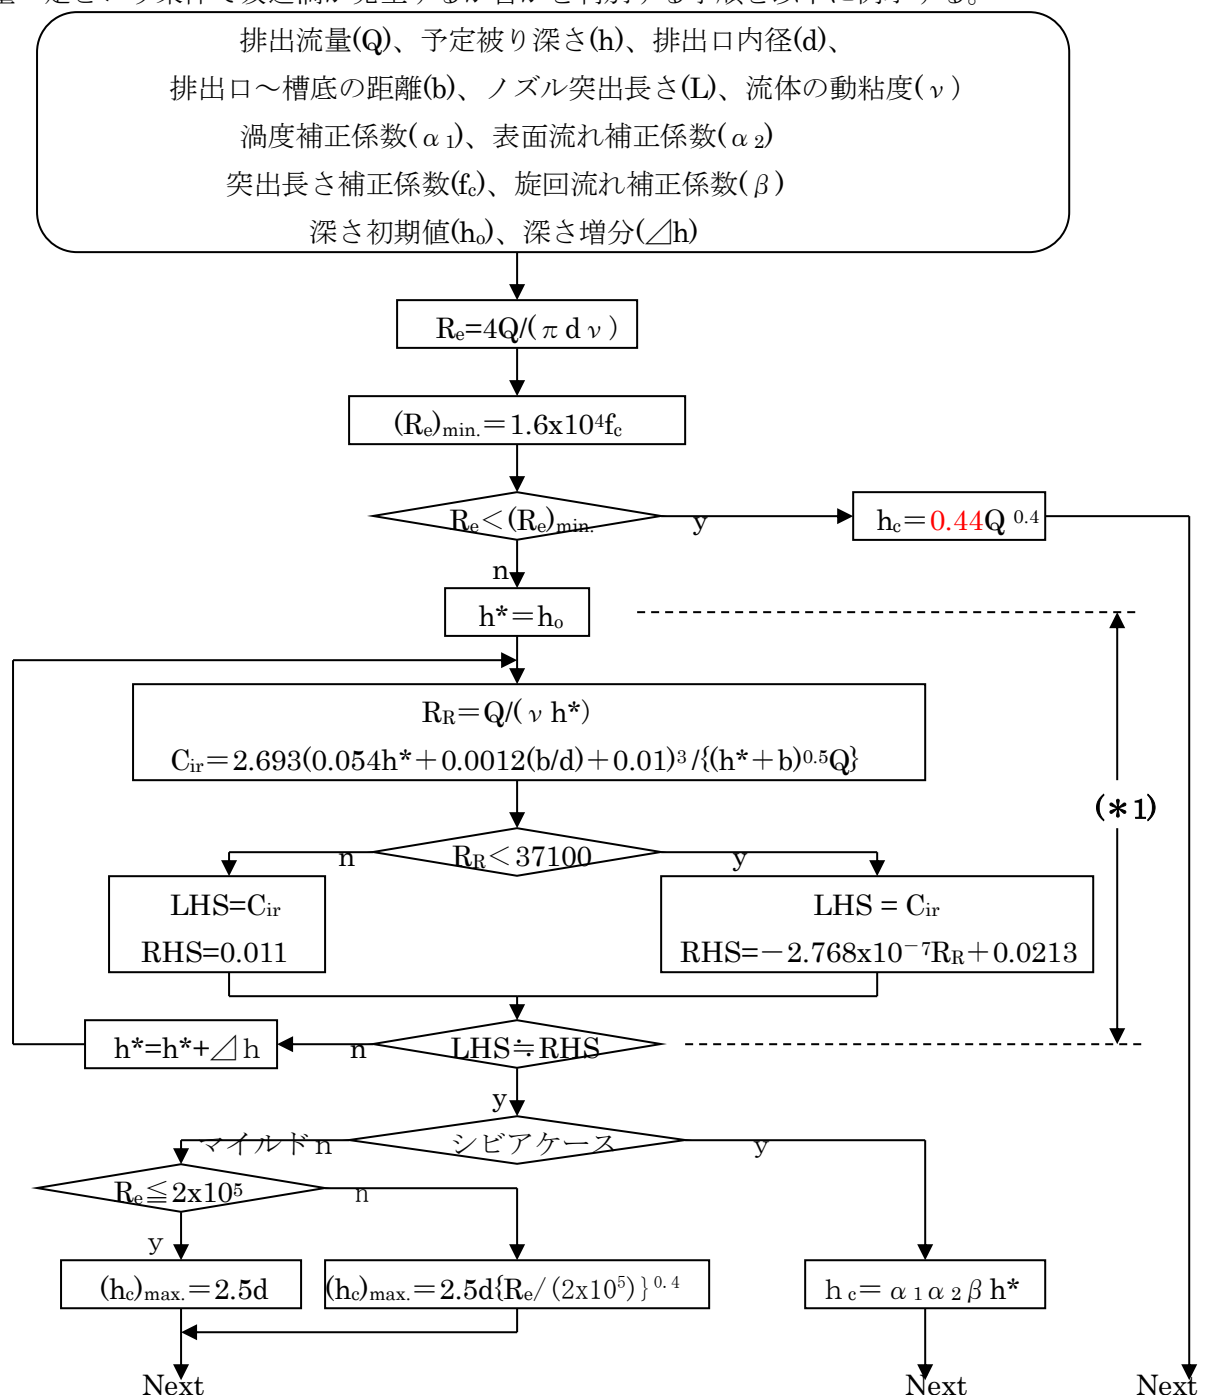 排出流量(Q)、予定被り深さ(h)、排出口内径(d)、
排出口～槽底の距離(b)、ノズル突出長さ(L)、流体の動粘度(ν)
渦度補正係数(α1)、表面流れ補正係数(α2)
突出長さ補正係数(fc)、旋回流れ補正係数(β)
深さ初期値(ho)、深さ増分(⊿h)
Re=4Q/(πdν)
(Re)min.＝1.6x10⁴fc
Re＜(Re)min.
y
hc＝0.44Q 0.4
n
h*＝ho
RR＝Q/(νh*)
Cir＝2.693(0.054h*＋0.0012(b/d)＋0.01)³/{(h*＋b)0.5Q}
(＊1)
RR＜37100
n
y
LHS=Cir
RHS=0.011
LHS = Cir
RHS=－2.768x10⁻⁷RR＋0.0213
LHS≒RHS
n
h*=h*+⊿h
y
シビアケース
マイルドn
y
Re≦2x10⁵
n
y
(hc)max.＝2.5d
(hc)max.＝2.5d{Re/(2x10⁵)}0.4
hc＝α1α2βh*
Next
Next
Next